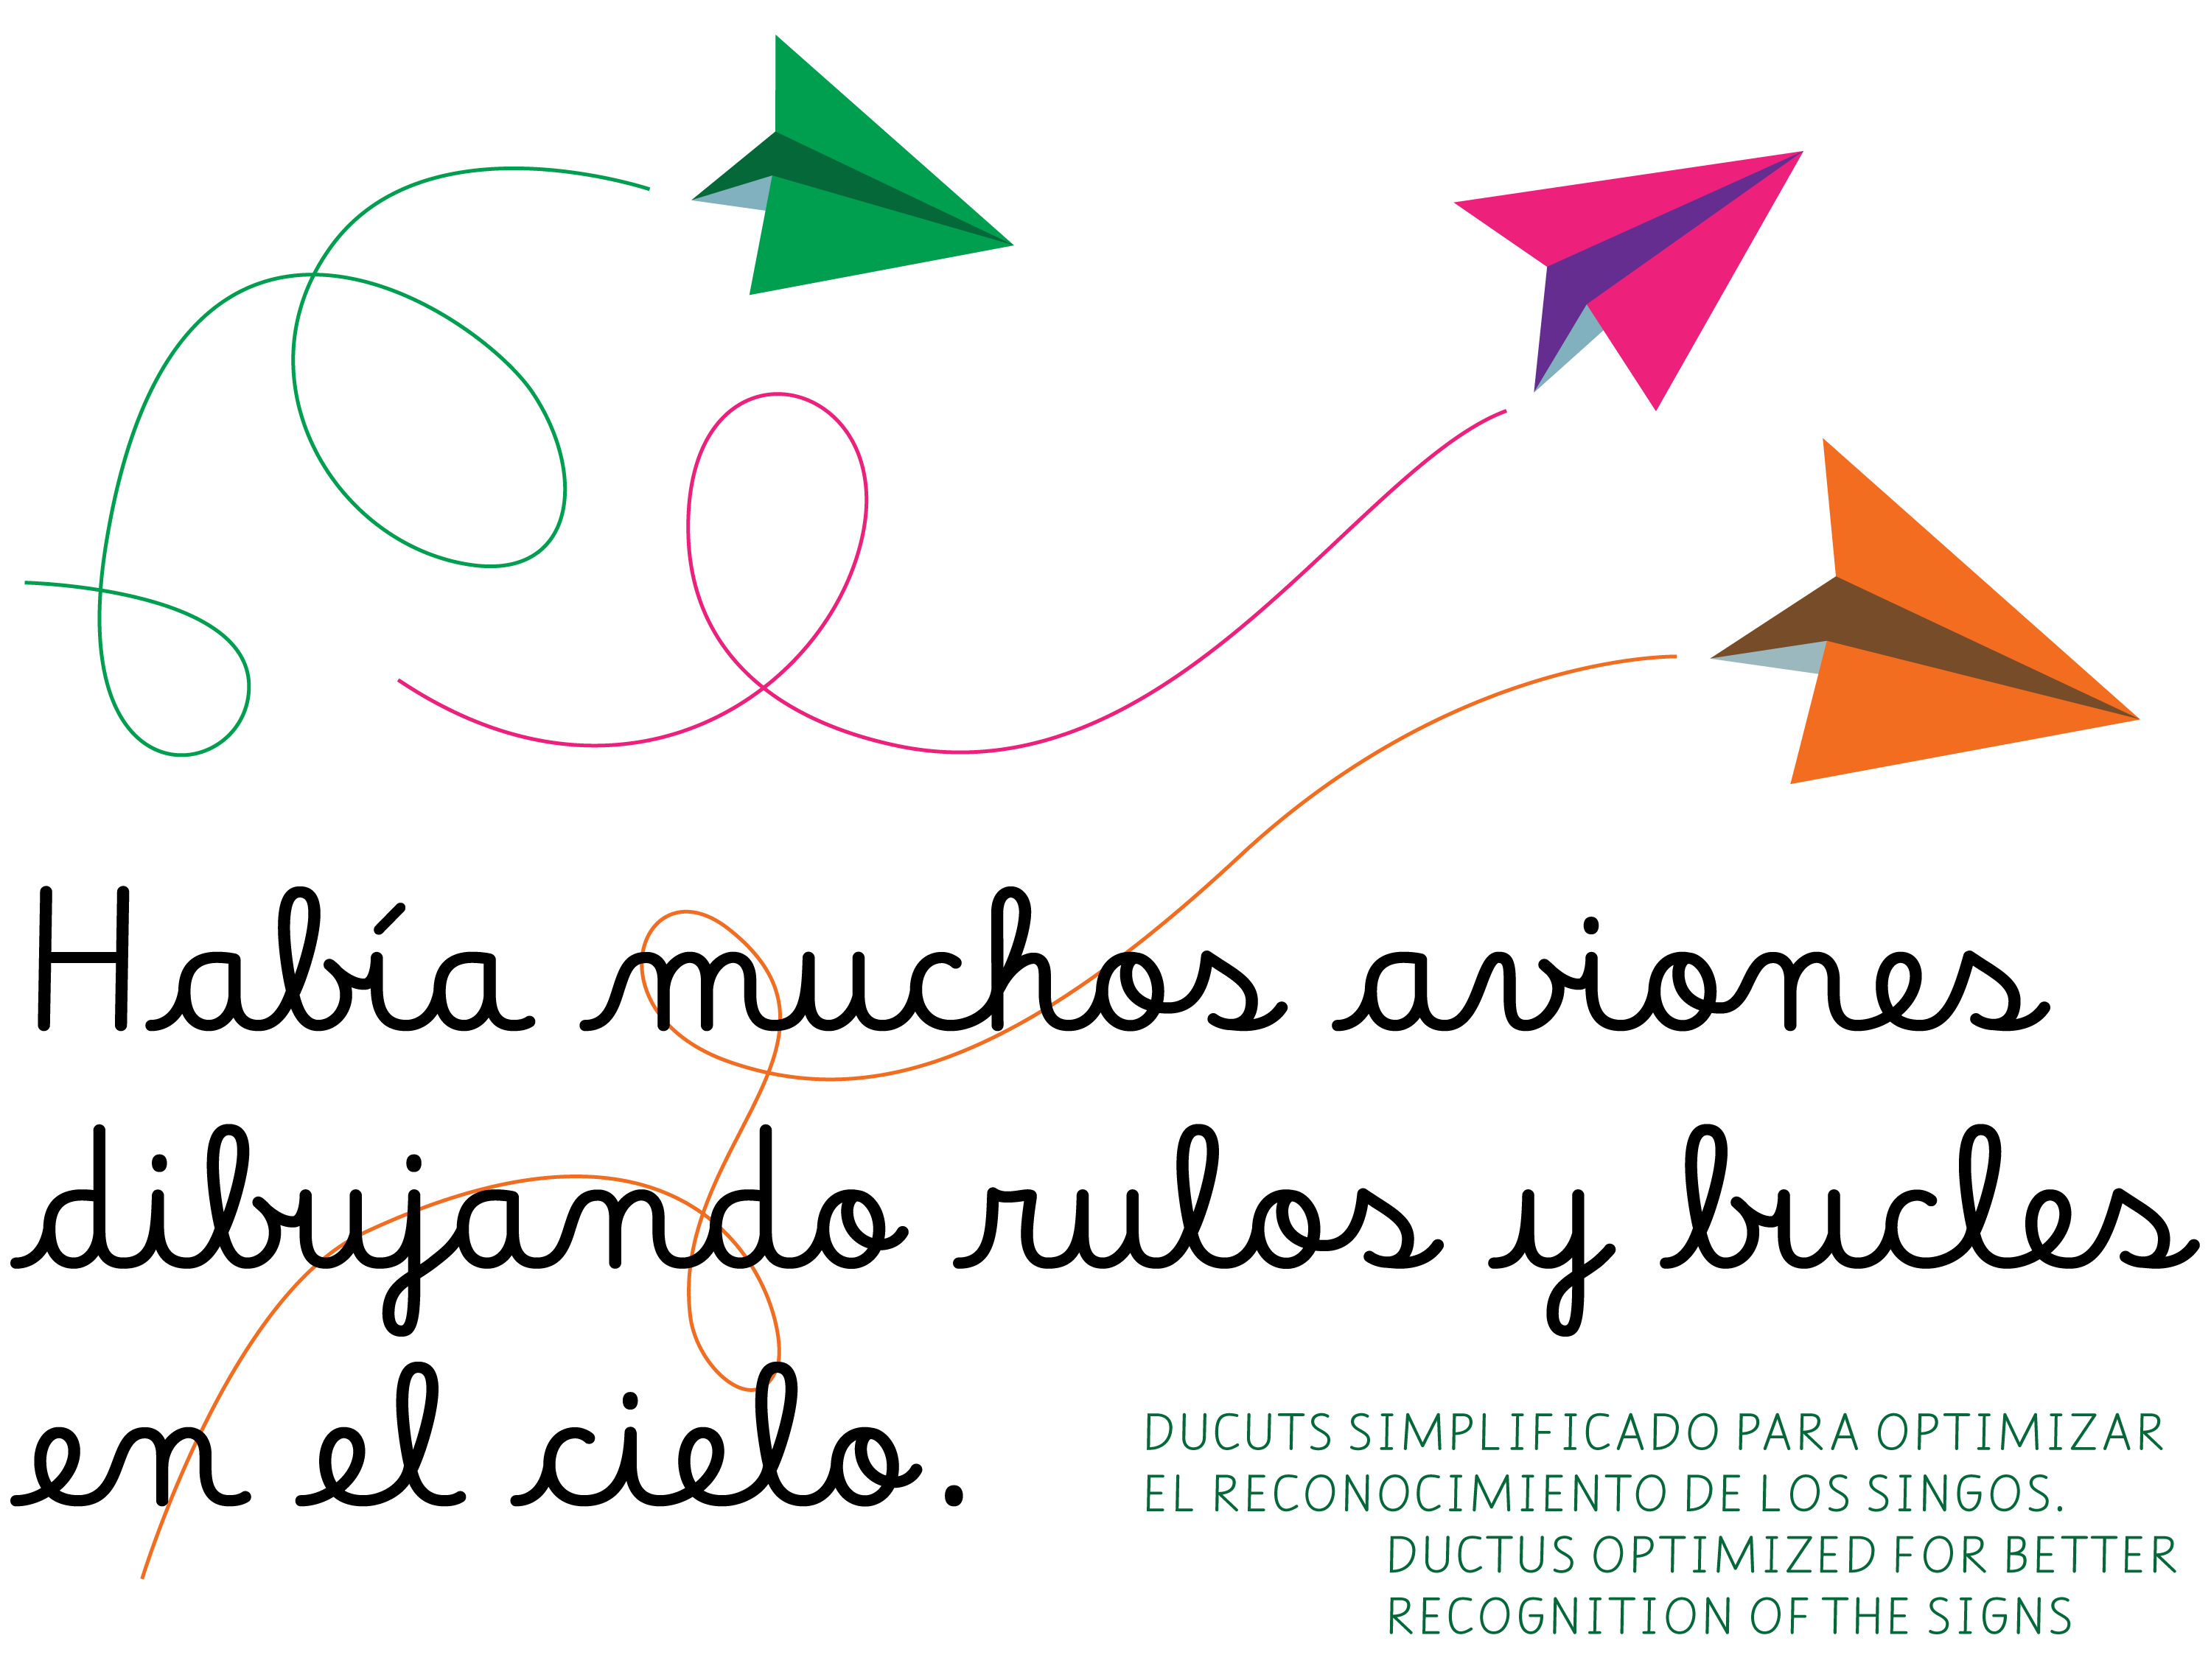 Había muchos aviones
dibujando rulos y bucles
en el cielo.
DUCUTS SIMPLIFICADO PARA OPTIMIZAR
EL RECONOCIMIENTO DE LOS SINGOS.
DUCTUS OPTIMIZED FOR BETTER
RECOGNITION OF THE SIGNS